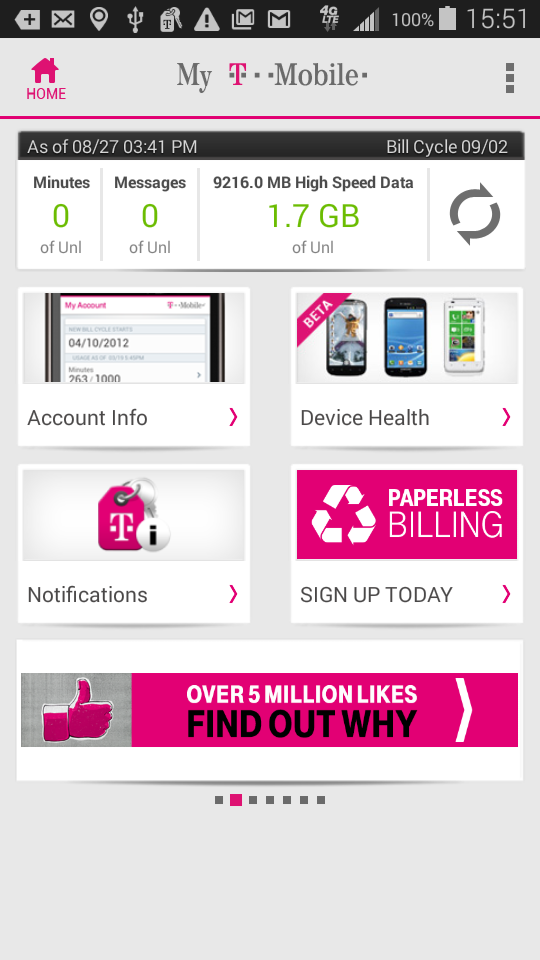 4G
LTE
100%
15:51
HOME
My T··Mobile·
As of 08/27 03:41 PM
Bill Cycle 09/02
Minutes
0
of Unl
Messages
0
of Unl
9216.0 MB High Speed Data
1.7 GB
of Unl
My Account
T··Mobile·
NEW BILL CYCLE STARTS
04/10/2012
USAGE AS OF 03/15 5:45PM
Minutes
263 / 1000
Account Info
BETA
Device Health
T
i
Notifications
PAPERLESS
BILLING
SIGN UP TODAY
OVER 5 MILLION LIKES
FIND OUT WHY